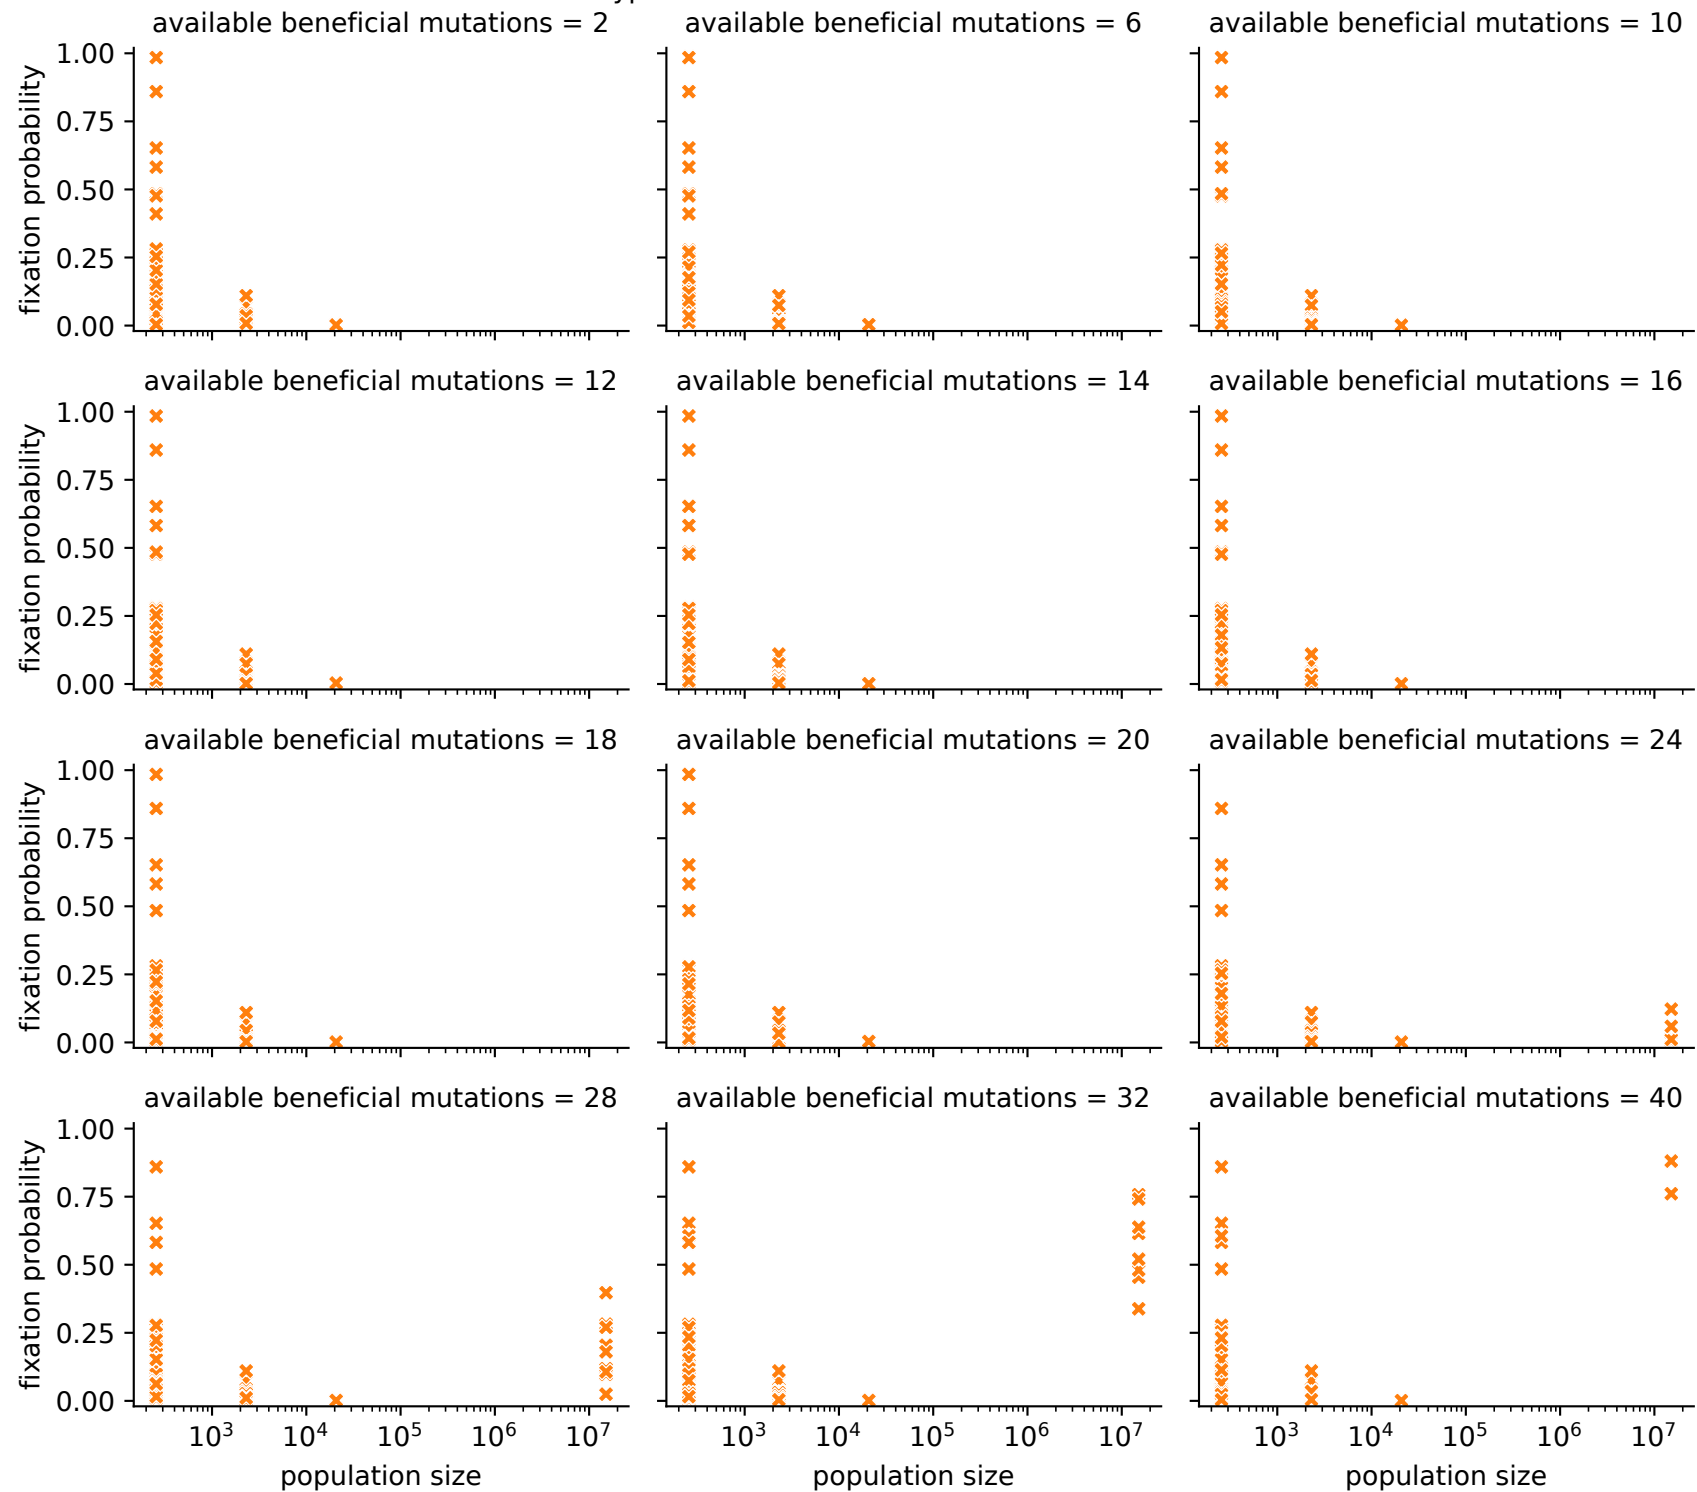 available beneficial mutations = 2
available beneficial mutations = 6
available beneficial mutations = 10
fixation probability
1.00
0.75
0.50
0.25
0.00
available beneficial mutations = 12
available beneficial mutations = 14
available beneficial mutations = 16
fixation probability
1.00
0.75
0.50
0.25
0.00
available beneficial mutations = 18
available beneficial mutations = 20
available beneficial mutations = 24
fixation probability
1.00
0.75
0.50
0.25
0.00
available beneficial mutations = 28
available beneficial mutations = 32
available beneficial mutations = 40
fixation probability
1.00
0.75
0.50
0.25
0.00
10³ 10⁴ 10⁵ 10⁶ 10⁷
10³ 10⁴ 10⁵ 10⁶ 10⁷
10³ 10⁴ 10⁵ 10⁶ 10⁷
population size
population size
population size